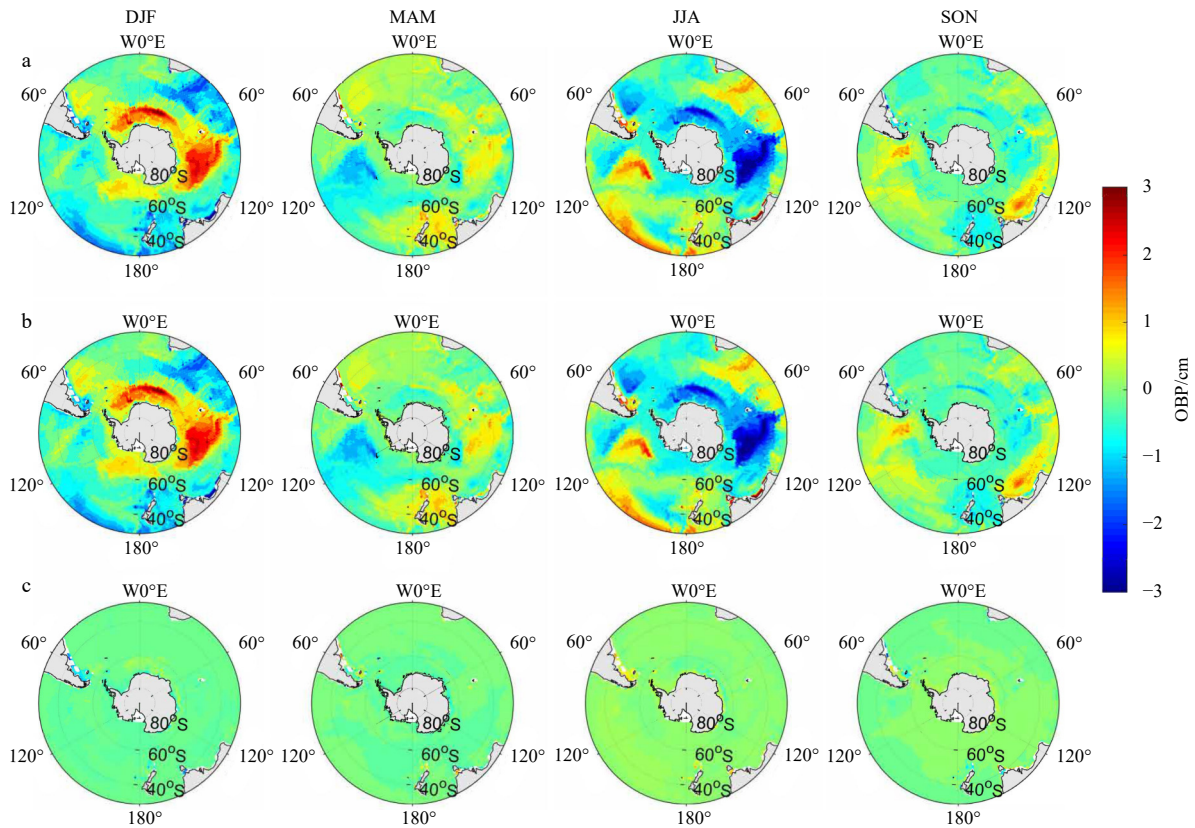 DJF MAM JJA SON
W0°E W0°E W0°E W0°E
a
60° 60° 60° 60° 60° 60° 60° 60°
80°S 80°S 80°S 80°S
120° 60°S 120° 120° 60°S 120° 120° 60°S 120° 120° 60°S 120°
40°S 40°S 40°S 40°S
180° 180° 180° 180°
b
W0°E W0°E W0°E W0°E
60° 60° 60° 60° 60° 60° 60° 60°
80°S 80°S 80°S 80°S
120° 60°S 120° 120° 60°S 120° 120° 60°S 120° 120° 60°S 120°
40°S 40°S 40°S 40°S
180° 180° 180° 180°
c
W0°E W0°E W0°E W0°E
60° 60° 60° 60° 60° 60° 60° 60°
80°S 80°S 80°S 80°S
120° 60°S 120° 120° 60°S 120° 120° 60°S 120° 120° 60°S 120°
40°S 40°S 40°S 40°S
180° 180° 180° 180°
3
2
1
0
−1
−2
−3
OBP/cm